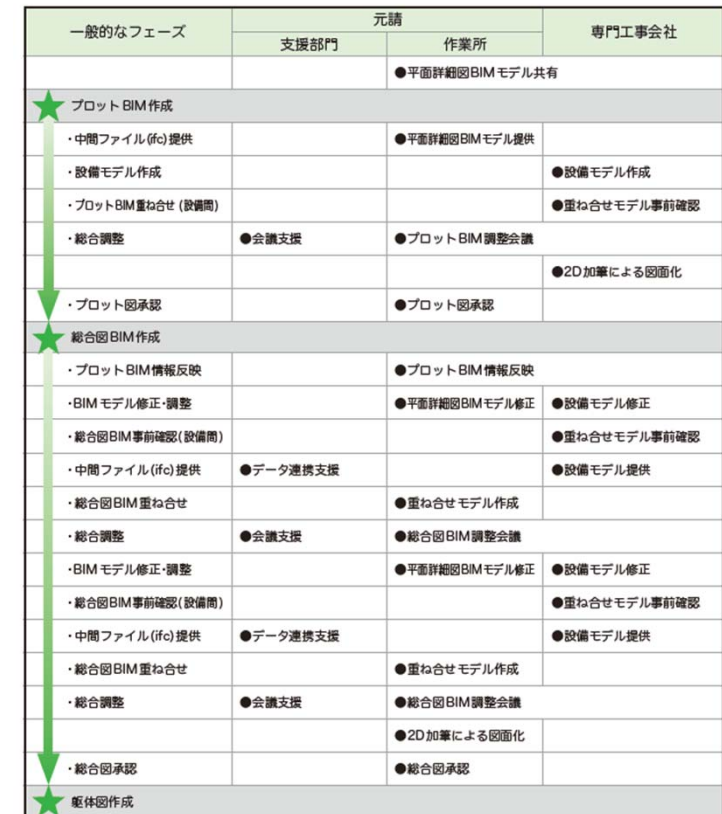 一般的なフェーズ 元請 専門工事会社
支援部門 作業所
●平面詳細図BIMモデル共有
プロットBIM作成
・中間ファイル(ifc)提供 ●平面詳細図BIMモデル提供
・設備モデル作成 ●設備モデル作成
・プロットBIM重ね合せ(設備間) ●重ね合せモデル事前確認
・総合調整 ●会議支援 ●プロットBIM調整会議
●2D加筆による図面化
・プロット図承認 ●プロット図承認
総合図BIM作成
・プロットBIM情報反映 ●プロットBIM情報反映
・BIMモデル修正・調整 ●平面詳細図BIMモデル修正 ●設備モデル修正
・総合図BIM事前確認(設備間) ●重ね合せモデル事前確認
・中間ファイル(ifc)提供 ●データ連携支援 ●設備モデル提供
・総合図BIM重ね合せ ●重ね合せモデル作成
・総合調整 ●会議支援 ●総合図BIM調整会議
・BIMモデル修正・調整 ●平面詳細図BIMモデル修正 ●設備モデル修正
・総合図BIM事前確認(設備間) ●重ね合せモデル事前確認
・中間ファイル(ifc)提供 ●データ連携支援 ●設備モデル提供
・総合図BIM重ね合せ ●重ね合せモデル作成
・総合調整 ●会議支援 ●総合図BIM調整会議
●2D加筆による図面化
・総合図承認 ●総合図承認
躯体図作成